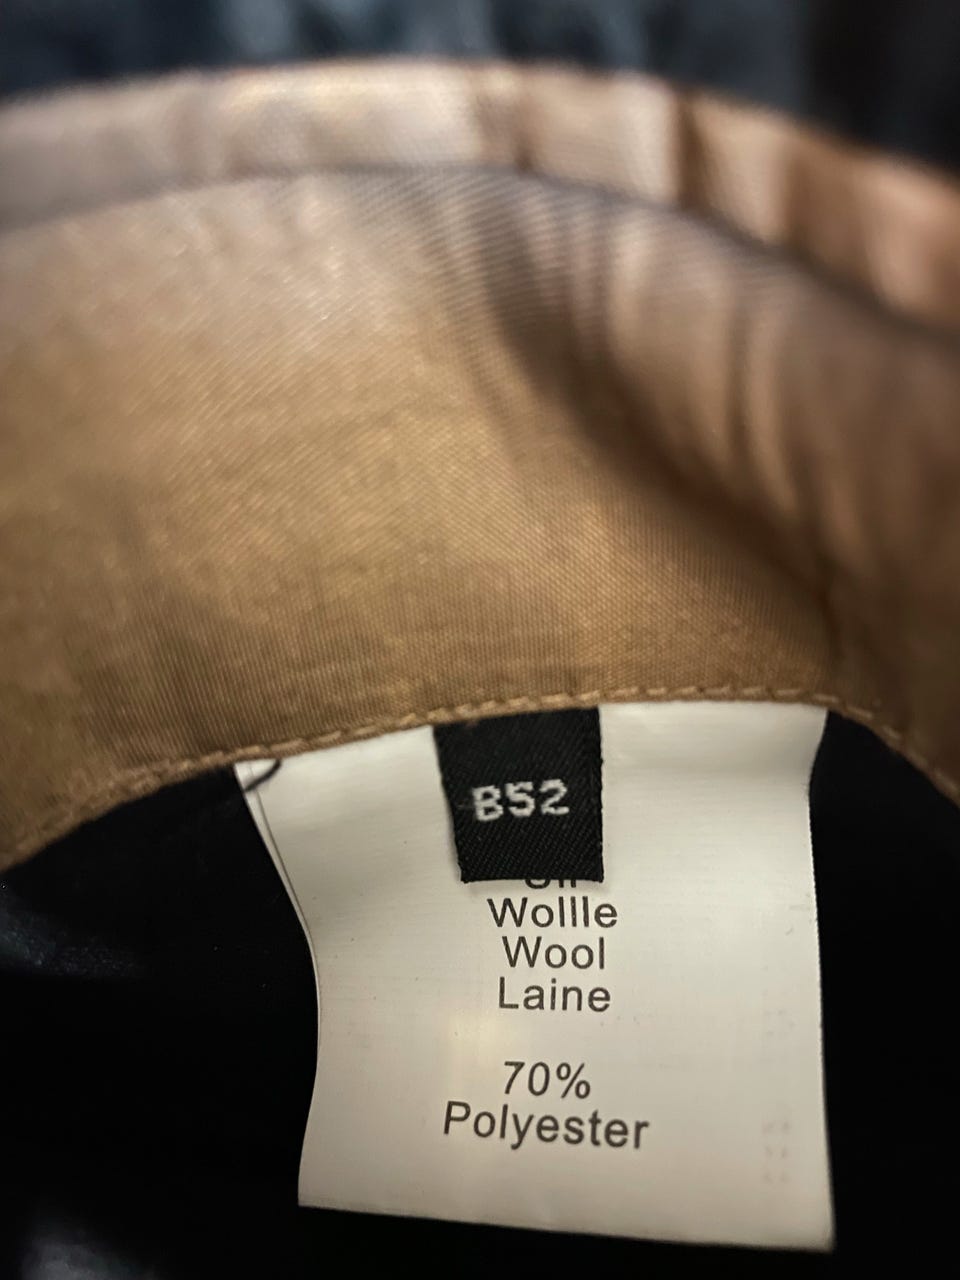 B52
Wollle
Wool
Laine
70%
Polyester